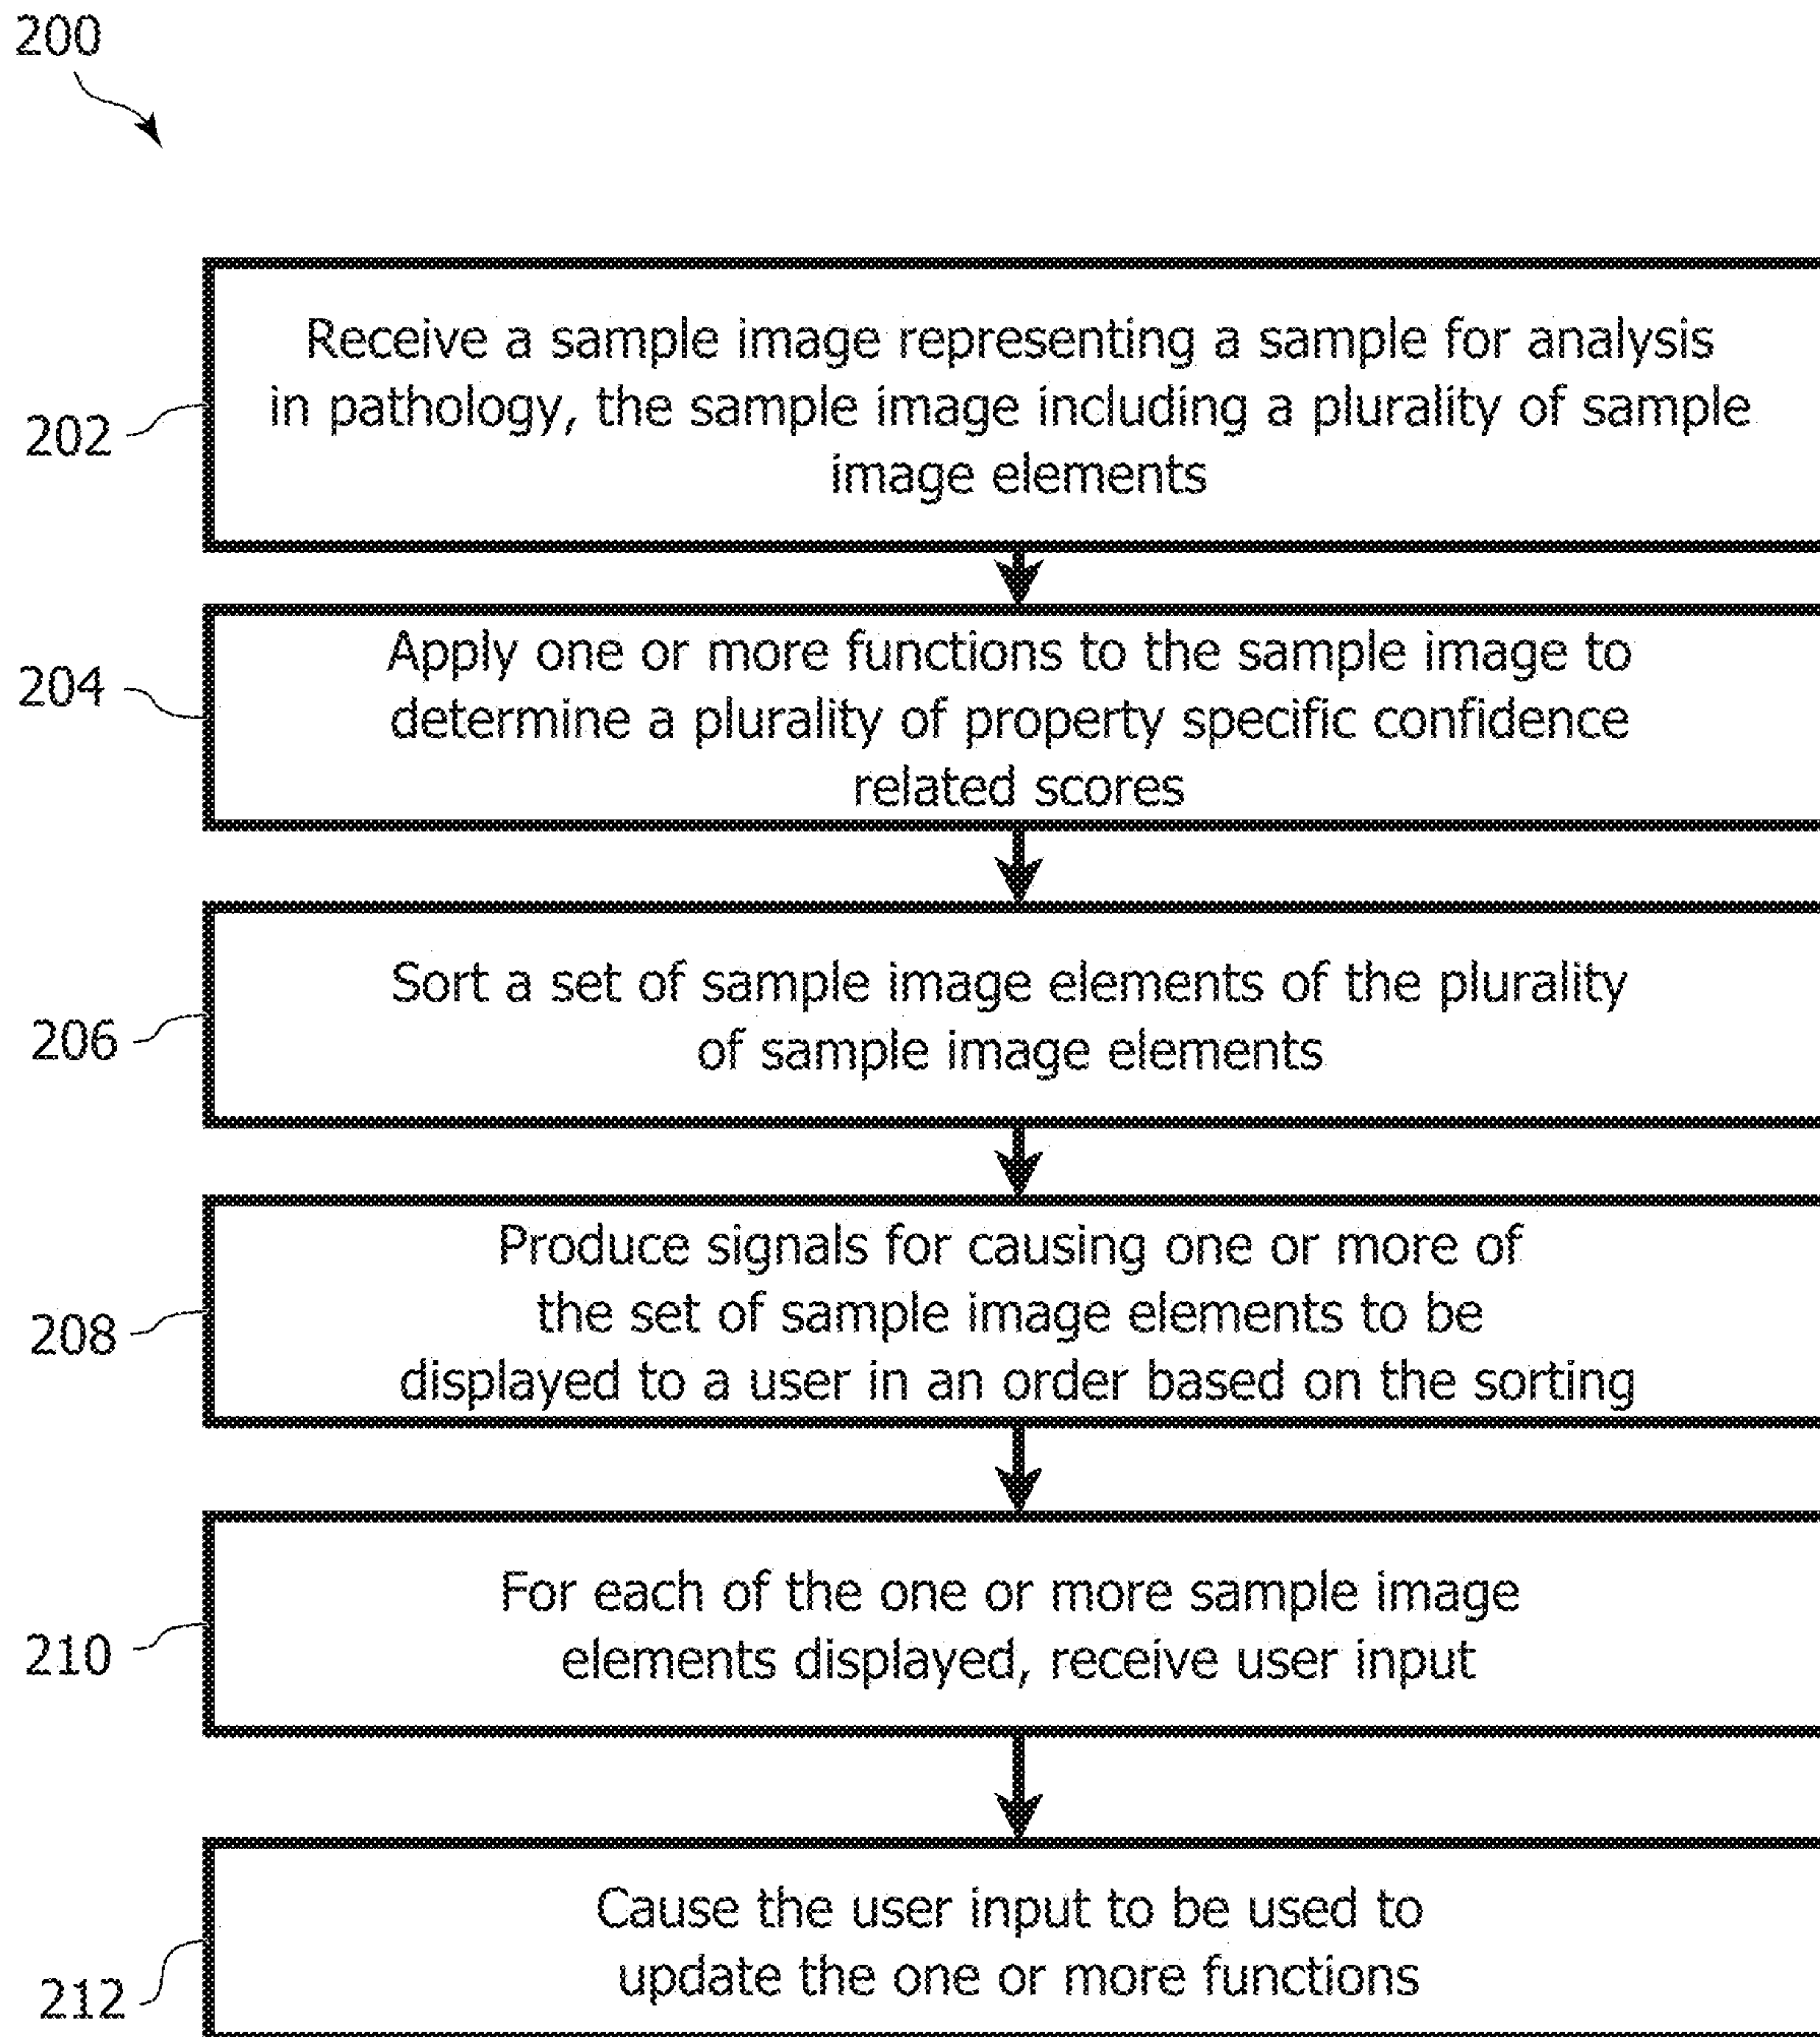 200
202
Receive a sample image representing a sample for analysis
in pathology, the sample image including a plurality of sample
image elements
204
Apply one or more functions to the sample image to
determine a plurality of property specific confidence
related scores
206
Sort a set of sample image elements of the plurality
of sample image elements
208
Produce signals for causing one or more of
the set of sample image elements to be
displayed to a user in an order based on the sorting
210
For each of the one or more sample image
elements displayed, receive user input
212
Cause the user input to be used to
update the one or more functions